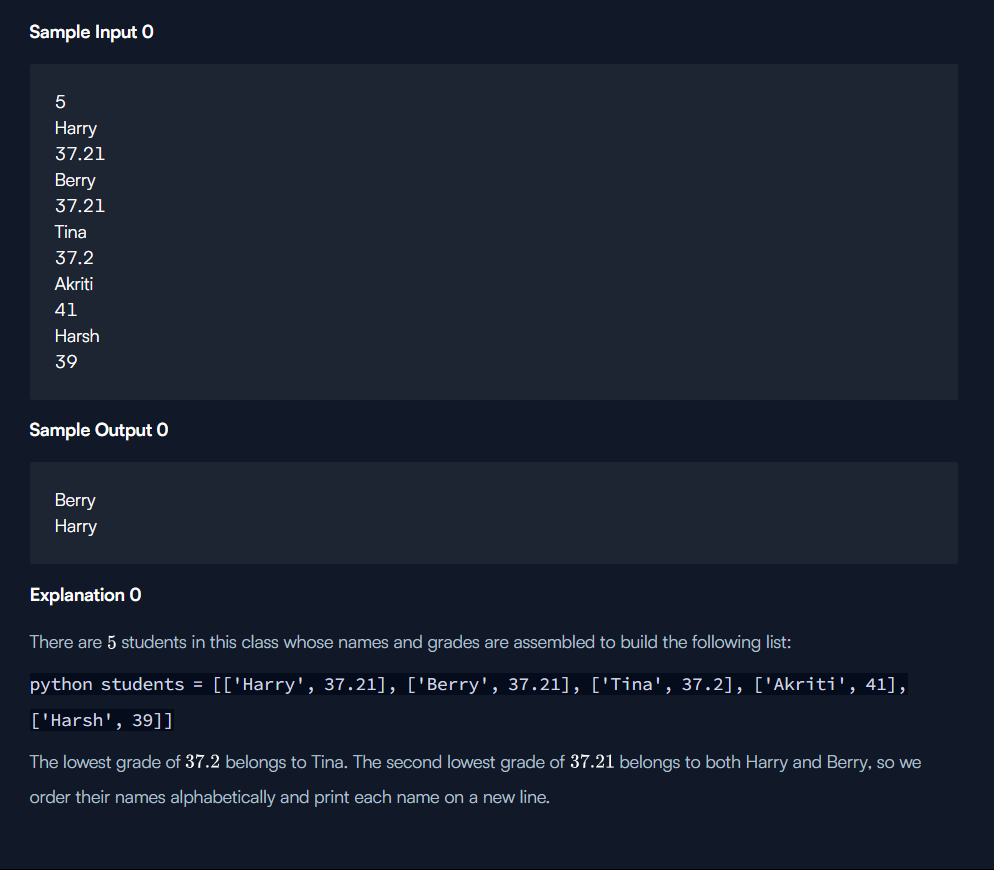 Sample Input 0
5
Harry
37.21
Berry
37.21
Tina
37.2
Akriti
41
Harsh
39
Sample Output 0
Berry
Harry
Explanation 0
There are 5 students in this class whose names and grades are assembled to build the following list:
python students = [['Harry', 37.21], ['Berry', 37.21], ['Tina', 37.2], ['Akriti', 41],
['Harsh', 39]]
The lowest grade of 37.2 belongs to Tina. The second lowest grade of 37.21 belongs to both Harry and Berry, so we
order their names alphabetically and print each name on a new line.